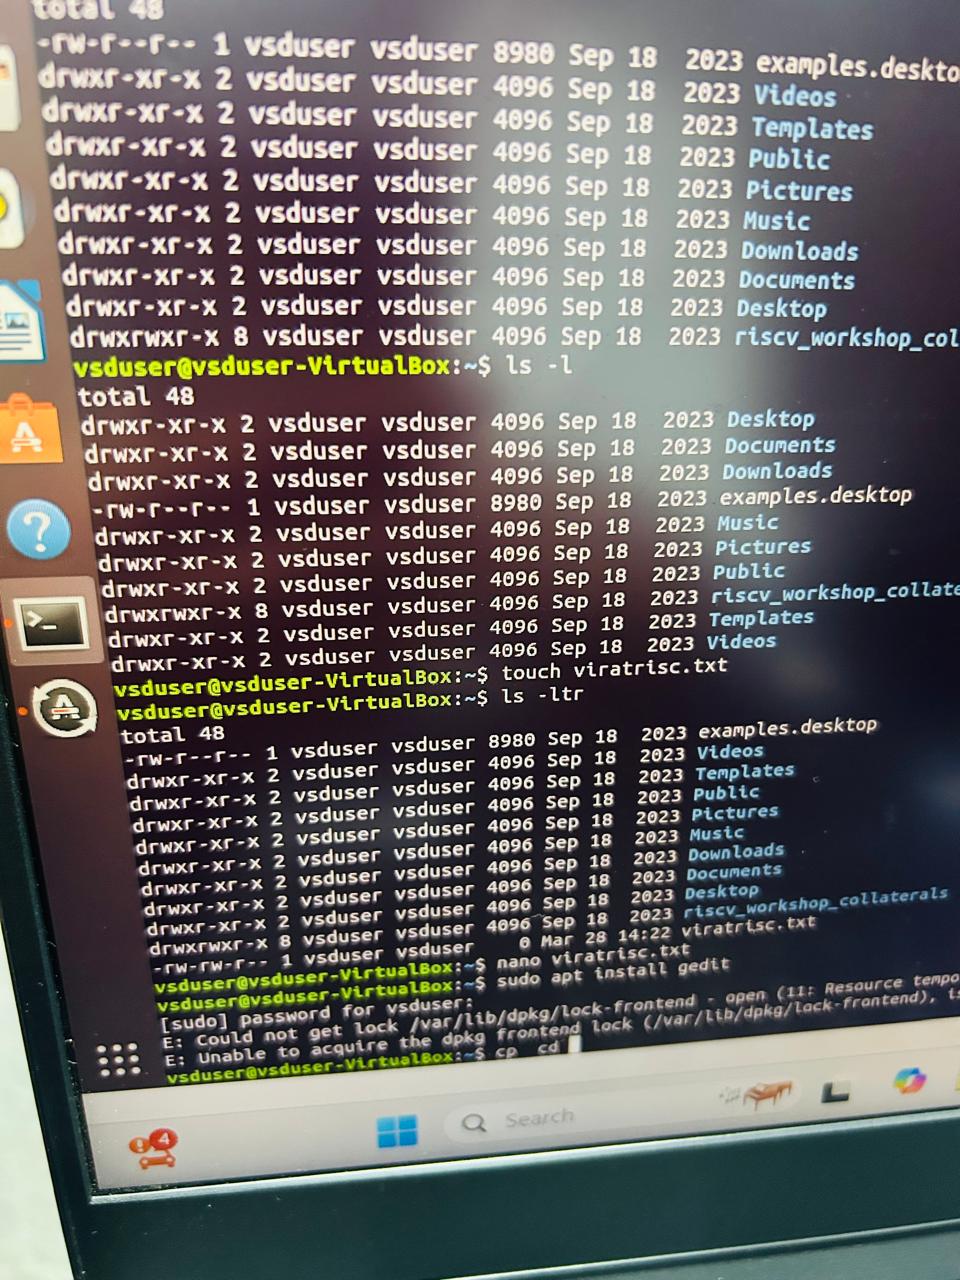 total 48
-rw-r--r-- 1 vsduser vsduser 8980 Sep 18 2023 examples.deskto
drwxr-xr-x 2 vsduser vsduser 4096 Sep 18 2023 Videos
drwxr-xr-x 2 vsduser vsduser 4096 Sep 18 2023 Templates
drwxr-xr-x 2 vsduser vsduser 4096 Sep 18 2023 Public
drwxr-xr-x 2 vsduser vsduser 4096 Sep 18 2023 Pictures
drwxr-xr-x 2 vsduser vsduser 4096 Sep 18 2023 Music
drwxr-xr-x 2 vsduser vsduser 4096 Sep 18 2023 Downloads
drwxr-xr-x 2 vsduser vsduser 4096 Sep 18 2023 Documents
drwxr-xr-x 2 vsduser vsduser 4096 Sep 18 2023 Desktop
drwxrwxr-x 8 vsduser vsduser 4096 Sep 18 2023 riscv_workshop_col
vsduser@vsduser-VirtualBox:~$ ls -l
total 48
drwxr-xr-x 2 vsduser vsduser 4096 Sep 18 2023 Desktop
drwxr-xr-x 2 vsduser vsduser 4096 Sep 18 2023 Documents
drwxr-xr-x 2 vsduser vsduser 4096 Sep 18 2023 Downloads
-rw-r--r-- 1 vsduser vsduser 8980 Sep 18 2023 examples.desktop
drwxr-xr-x 2 vsduser vsduser 4096 Sep 18 2023 Music
drwxr-xr-x 2 vsduser vsduser 4096 Sep 18 2023 Pictures
drwxr-xr-x 2 vsduser vsduser 4096 Sep 18 2023 Public
drwxrwxr-x 8 vsduser vsduser 4096 Sep 18 2023 riscv_workshop_collate
drwxr-xr-x 2 vsduser vsduser 4096 Sep 18 2023 Templates
drwxr-xr-x 2 vsduser vsduser 4096 Sep 18 2023 Videos
vsduser@vsduser-VirtualBox:~$ touch viratrisc.txt
vsduser@vsduser-VirtualBox:~$ ls -ltr
total 48
-rw-r--r-- 1 vsduser vsduser 8980 Sep 18 2023 examples.desktop
drwxr-xr-x 2 vsduser vsduser 4096 Sep 18 2023 Videos
drwxr-xr-x 2 vsduser vsduser 4096 Sep 18 2023 Templates
drwxr-xr-x 2 vsduser vsduser 4096 Sep 18 2023 Public
drwxr-xr-x 2 vsduser vsduser 4096 Sep 18 2023 Pictures
drwxr-xr-x 2 vsduser vsduser 4096 Sep 18 2023 Music
drwxr-xr-x 2 vsduser vsduser 4096 Sep 18 2023 Downloads
drwxr-xr-x 2 vsduser vsduser 4096 Sep 18 2023 Documents
drwxr-xr-x 2 vsduser vsduser 4096 Sep 18 2023 Desktop
drwxrwxr-x 8 vsduser vsduser 4096 Sep 18 2023 riscv_workshop_collaterals
-rw-rw-r-- 1 vsduser vsduser 0 Mar 28 14:22 viratrisc.txt
vsduser@vsduser-VirtualBox:~$ nano viratrisc.txt
vsduser@vsduser-VirtualBox:~$ sudo apt install gedit
[sudo] password for vsduser:
E: Could not get lock /var/lib/dpkg/lock-frontend - open (11: Resource tempo
E: Unable to acquire the dpkg frontend lock (/var/lib/dpkg/lock-frontend), is
vsduser@vsduser-VirtualBox:~$ cp cd
4
Search